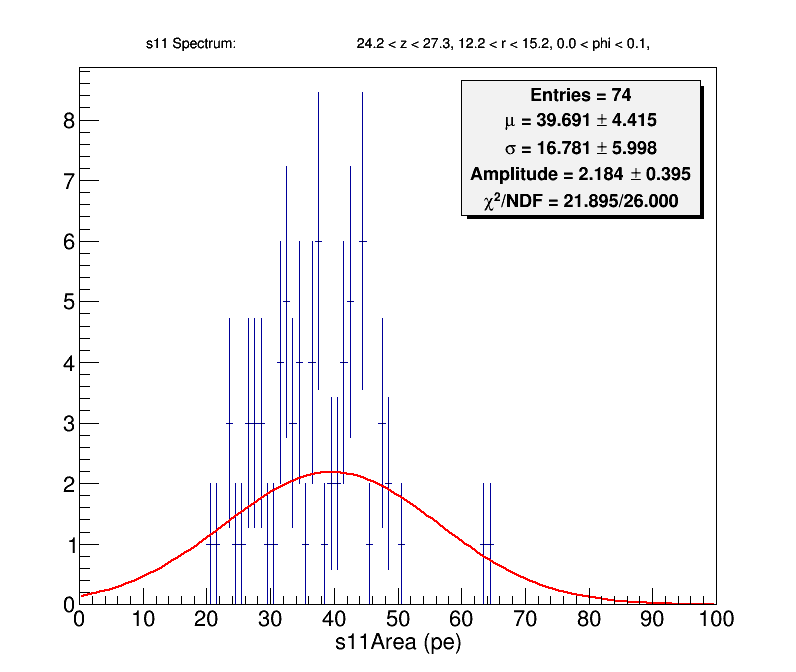 s11 Spectrum: 24.2 < z < 27.3, 12.2 < r < 15.2, 0.0 < phi < 0.1,
Entries = 74
μ = 39.691 ± 4.415
σ = 16.781 ± 5.998
Amplitude = 2.184 ± 0.395
χ²/NDF = 21.895/26.000
8
7
6
5
4
3
2
1
0
0 10 20 30 40 50 60 70 80 90 100
s11Area (pe)